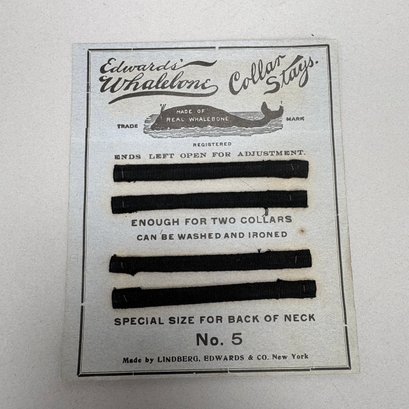 Edwards'
Whalebone Collar Stays.
MADE OF
REAL WHALEBONE
TRADE MARK
REGISTERED
ENDS LEFT OPEN FOR ADJUSTMENT.
ENOUGH FOR TWO COLLARS
CAN BE WASHED AND IRONED
SPECIAL SIZE FOR BACK OF NECK
No. 5
Made by LINDBERG, EDWARDS & CO. New York